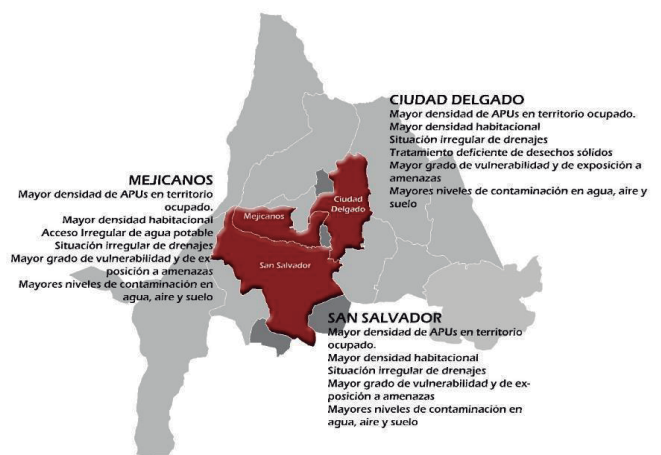 CIUDAD DELGADO
Mayor densidad de APUs en territorio ocupado.
Mayor densidad habitacional
Situación irregular de drenajes
Tratamiento deficiente de desechos sólidos
Mayor grado de vulnerabilidad y de exposición a
amenazas
Mayores niveles de contaminación en agua, aire y
suelo
MEJICANOS
Mayor densidad de APUs en territorio
ocupado.
Mayor densidad habitacional
Acceso Irregular de agua potable
Situación irregular de drenajes
Mayor grado de vulnerabilidad y de ex-
posición a amenazas
Mayores niveles de contaminación en
agua, aire y suelo
Ciudad
Delgado
Mejicanos
San Salvador
SAN SALVADOR
Mayor densidad de APUs en territorio
ocupado.
Mayor densidad habitacional
Situación irregular de drenajes
Mayor grado de vulnerabilidad y de ex-
posición a amenazas
Mayores niveles de contaminación en
agua, aire y suelo